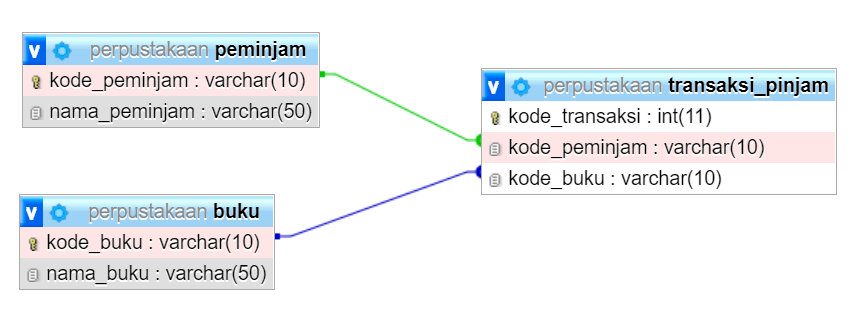 v perpustakaan peminjam
kode_peminjam : varchar(10)
nama_peminjam : varchar(50)
v perpustakaan transaksi_pinjam
kode_transaksi : int(11)
kode_peminjam : varchar(10)
kode_buku : varchar(10)
v perpustakaan buku
kode_buku : varchar(10)
nama_buku : varchar(50)